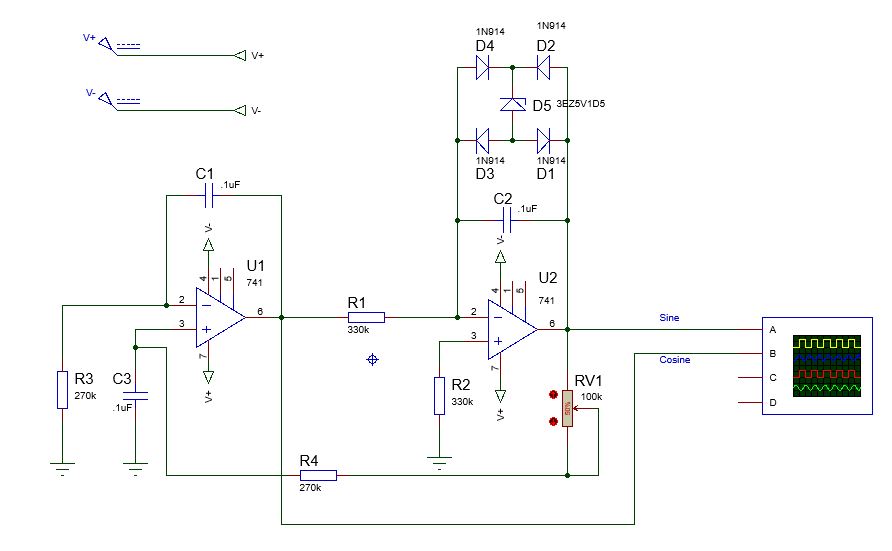 V+
V+
V-
V-
1N914
D4
1N914
D2
D5
3EZ5V1D5
1N914
D3
1N914
D1
C1
.1uF
V-
4
1
5
U1
741
2
3
6
7
V+
C2
.1uF
V-
4
1
5
U2
741
2
3
6
7
V+
R1
330k
R3
270k
C3
.1uF
R2
330k
RV1
100k
50%
R4
270k
Sine
Cosine
A
B
C
D